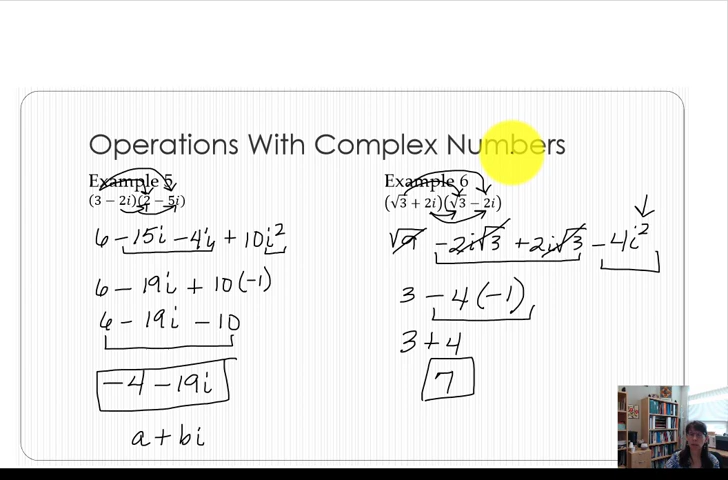 Operations With Complex Numbers
Example 5
(3 − 2i)(2 − 5i)
6 − 15i − 4i + 10i²
6 − 19i + 10(−1)
6 − 19i − 10
−4 − 19i
a + bi
Example 6
(√3 + 2i)(√3 − 2i)
√9 − 2i√3 + 2i√3 − 4i²
3 − 4(−1)
3 + 4
7